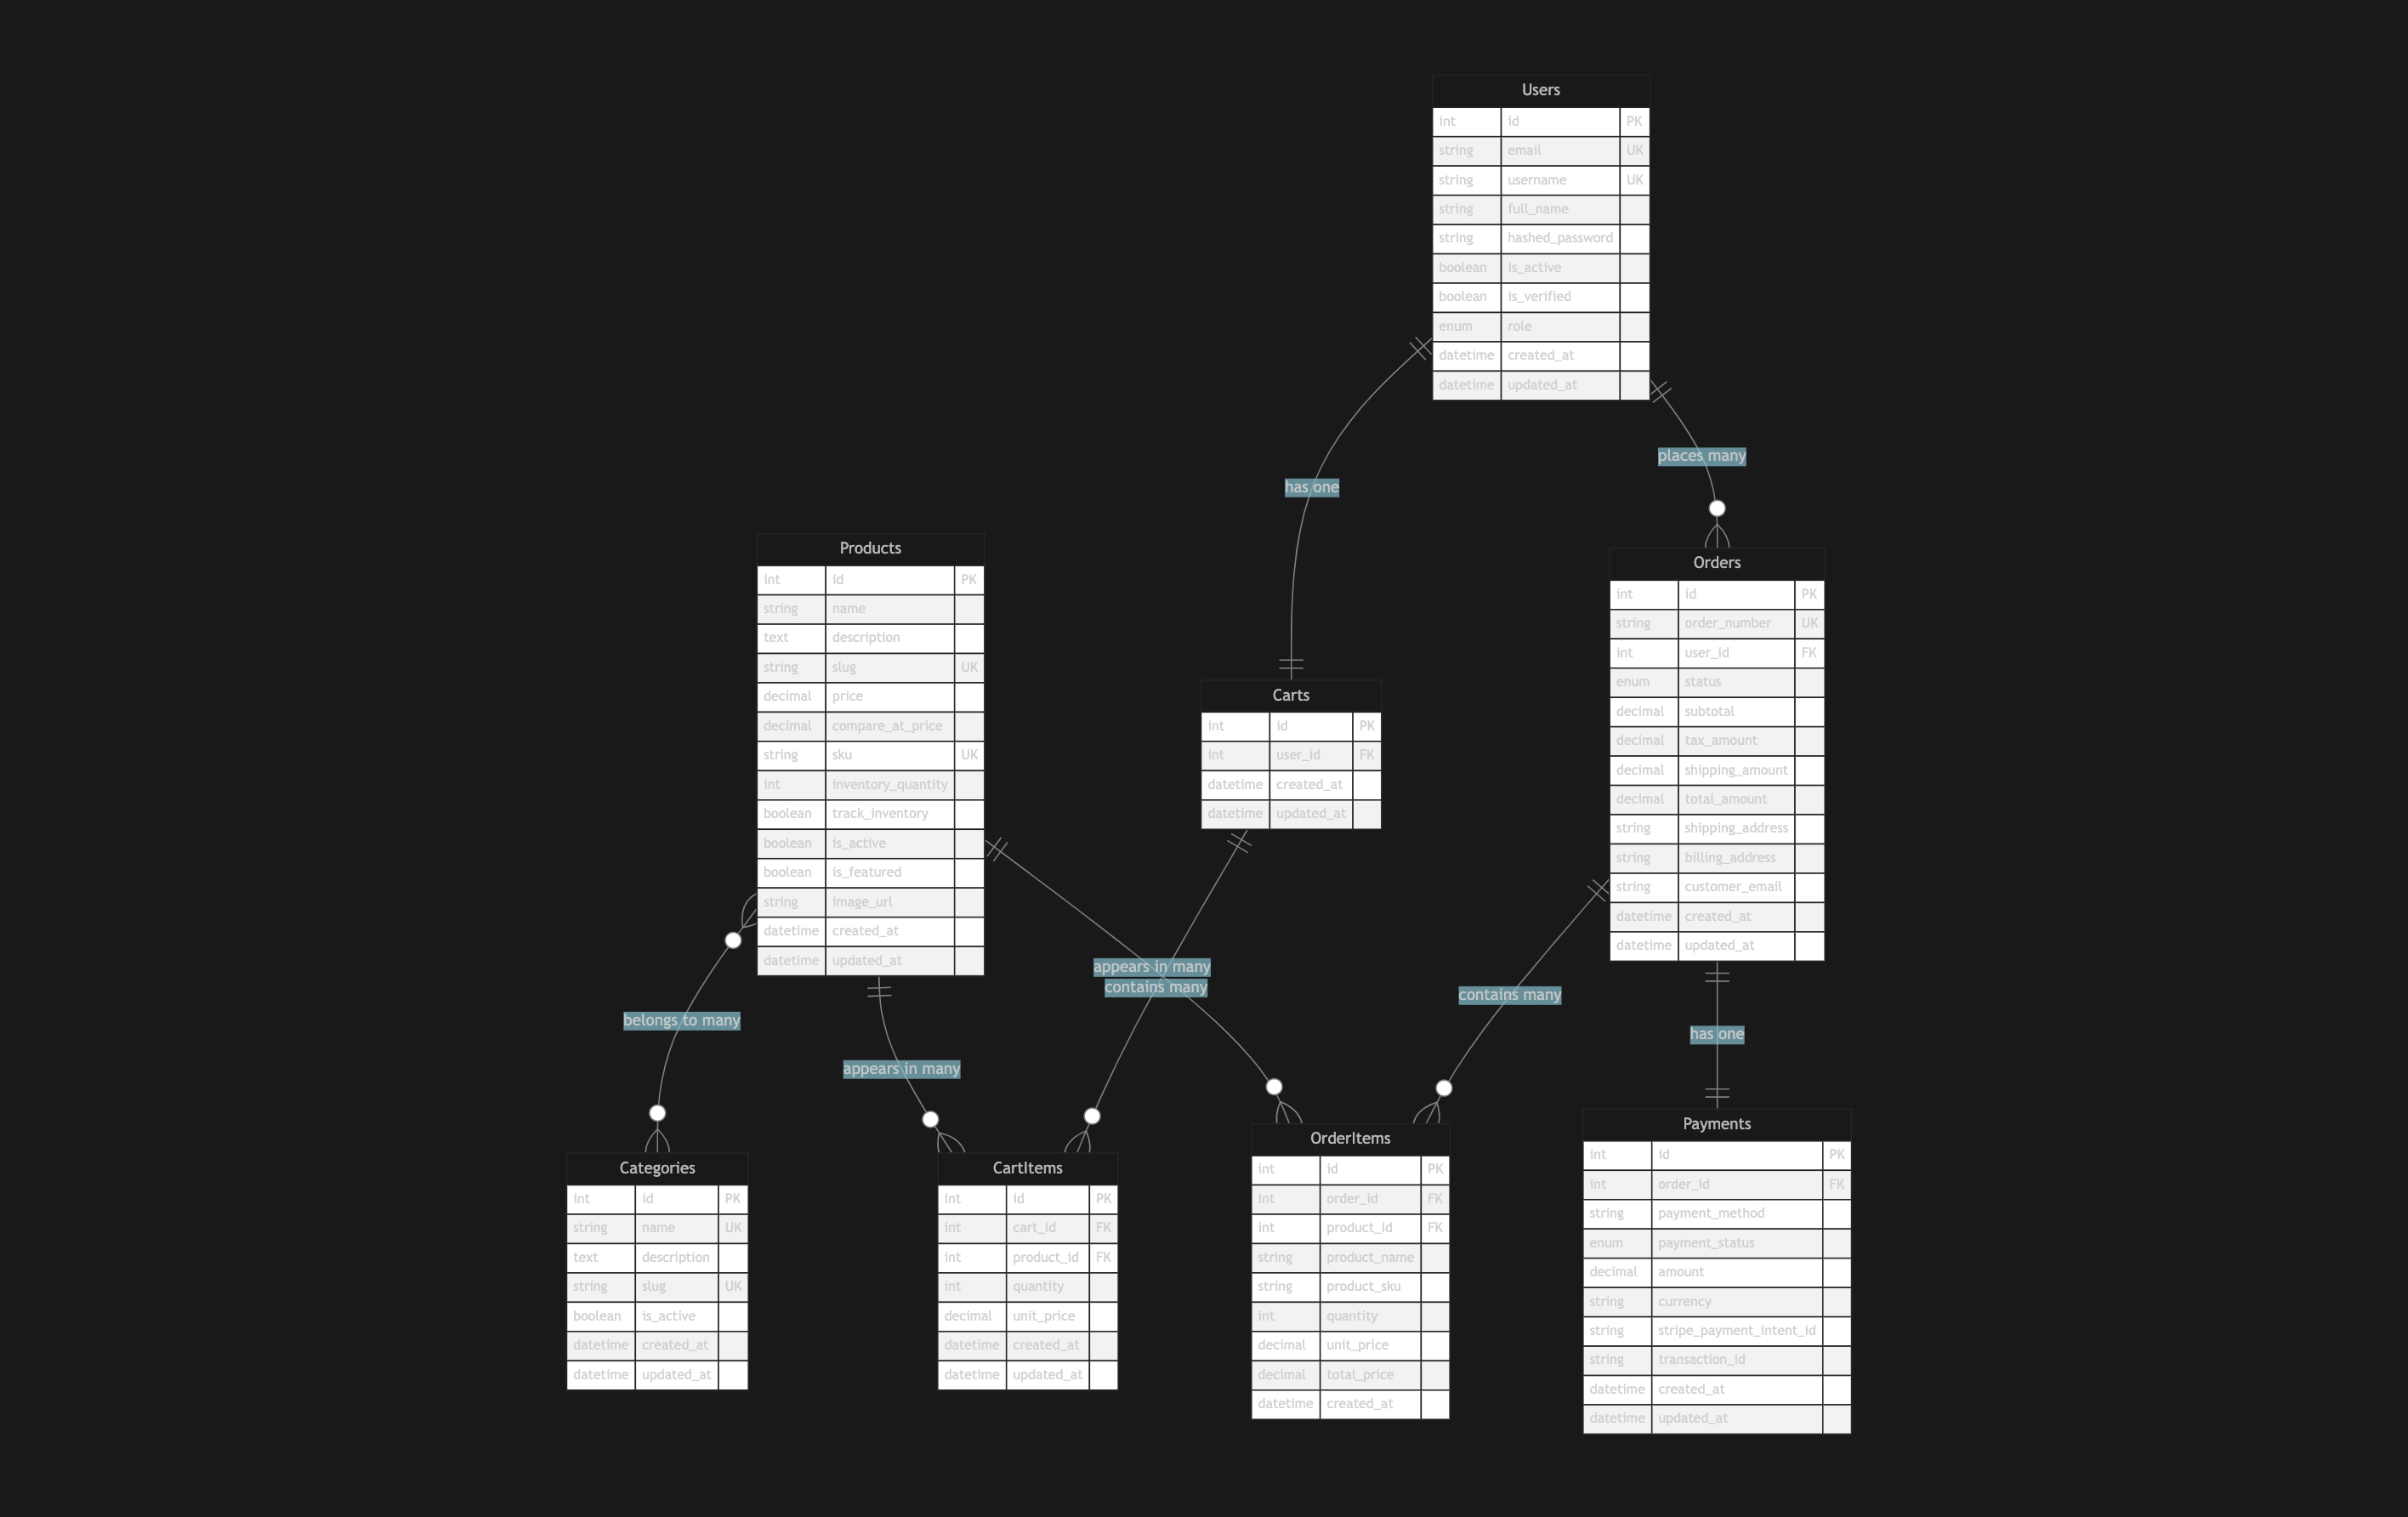 Users
int id PK
string email UK
string username UK
string full_name
string hashed_password
boolean is_active
boolean is_verified
enum role
datetime created_at
datetime updated_at
has one
places many
Products
int id PK
string name
text description
string slug UK
decimal price
decimal compare_at_price
string sku UK
int inventory_quantity
boolean track_inventory
boolean is_active
boolean is_featured
string image_url
datetime created_at
datetime updated_at
Carts
int id PK
int user_id FK
datetime created_at
datetime updated_at
Orders
int id PK
string order_number UK
int user_id FK
enum status
decimal subtotal
decimal tax_amount
decimal shipping_amount
decimal total_amount
string shipping_address
string billing_address
string customer_email
datetime created_at
datetime updated_at
belongs to many
appears in many
appears in many
contains many
contains many
has one
Categories
int id PK
string name UK
text description
string slug UK
boolean is_active
datetime created_at
datetime updated_at
CartItems
int id PK
int cart_id FK
int product_id FK
int quantity
decimal unit_price
datetime created_at
datetime updated_at
OrderItems
int id PK
int order_id FK
int product_id FK
string product_name
string product_sku
int quantity
decimal unit_price
decimal total_price
datetime created_at
Payments
int id PK
int order_id FK
string payment_method
enum payment_status
decimal amount
string currency
string stripe_payment_intent_id
string transaction_id
datetime created_at
datetime updated_at